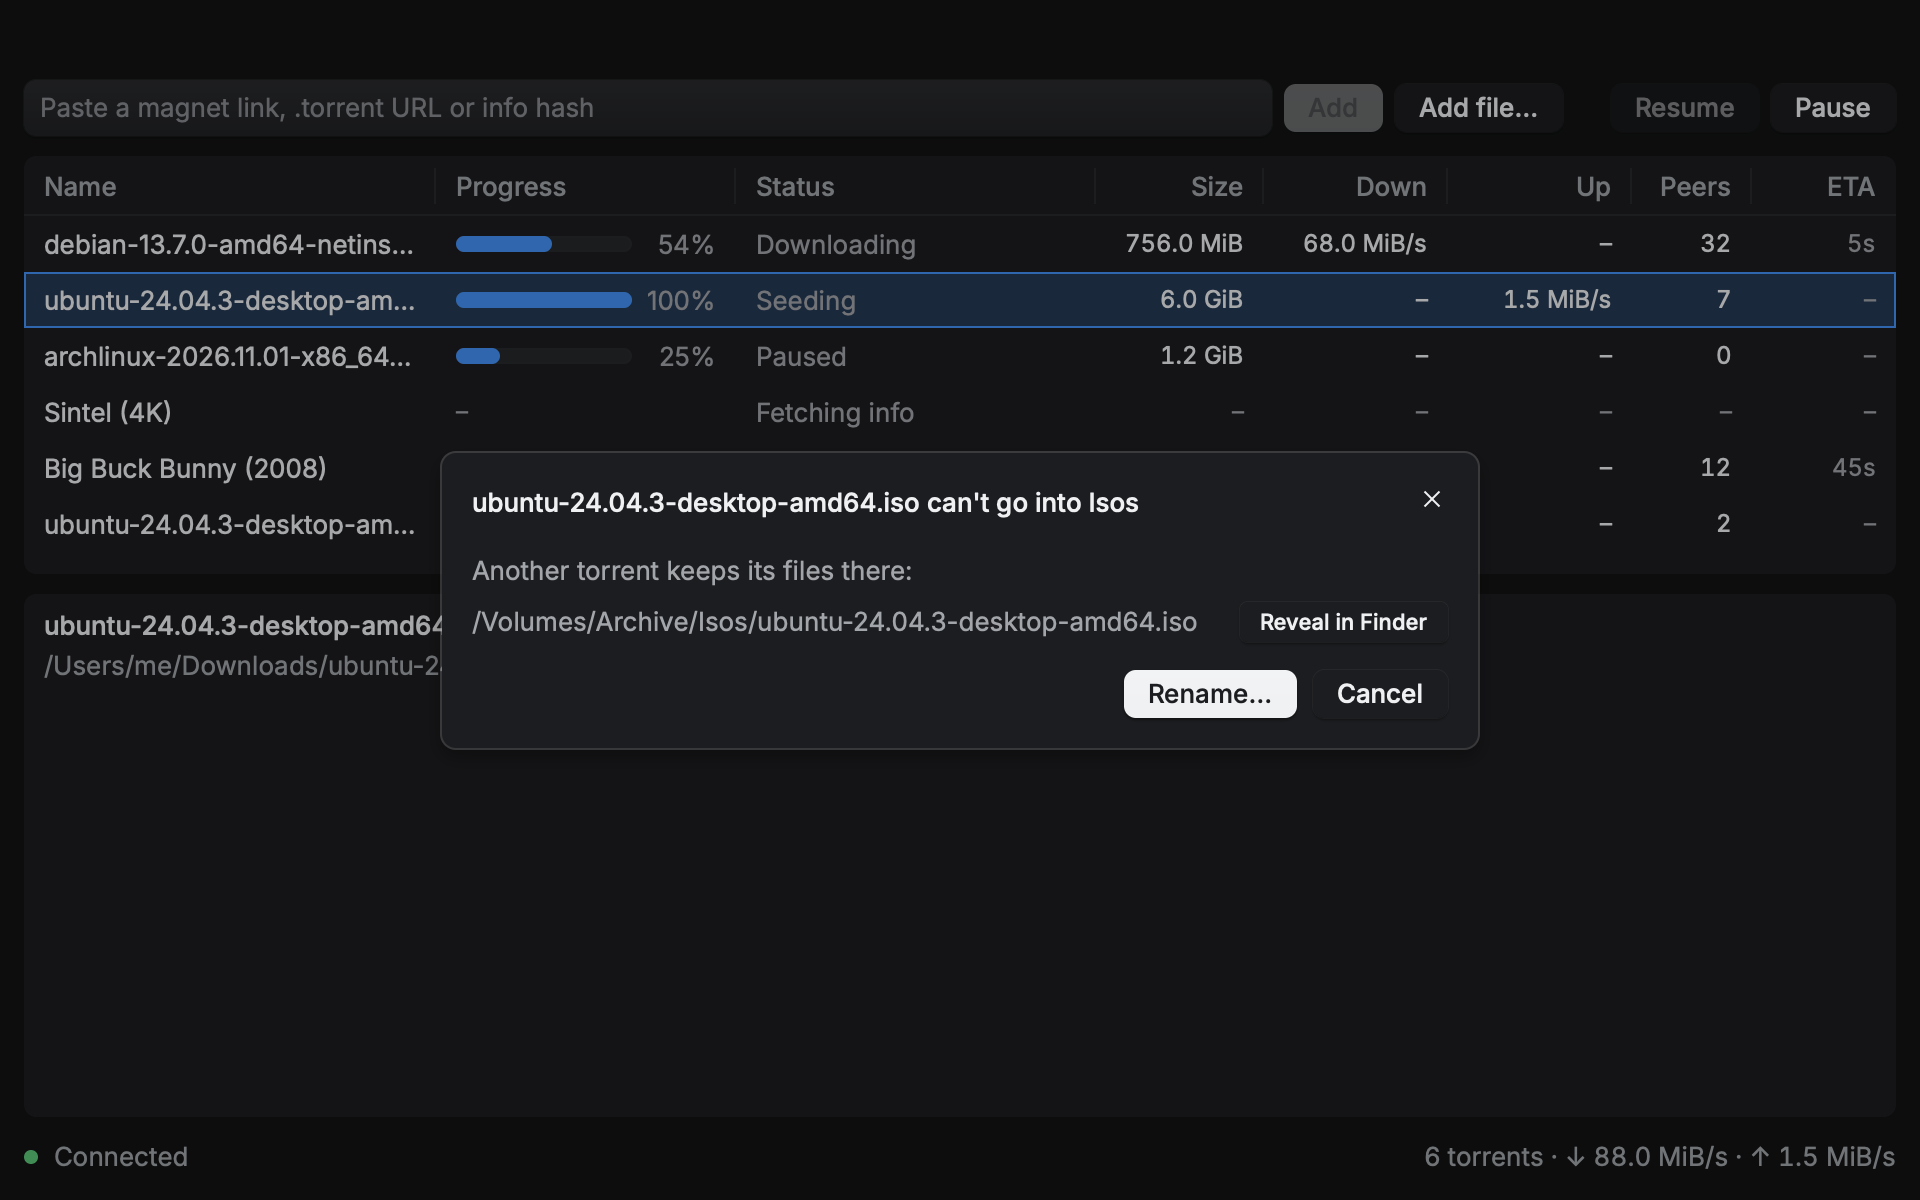 Paste a magnet link, .torrent URL or info hash Add Add file... Resume Pause
Name Progress Status Size Down Up Peers ETA
debian-13.7.0-amd64-netins... 54% Downloading 756.0 MiB 68.0 MiB/s – 32 5s
ubuntu-24.04.3-desktop-am... 100% Seeding 6.0 GiB – 1.5 MiB/s 7 –
archlinux-2026.11.01-x86_64... 25% Paused 1.2 GiB – – 0 –
Sintel (4K) – Fetching info – – – – –
Big Buck Bunny (2008) – 12 45s
ubuntu-24.04.3-desktop-am... – 2 –
ubuntu-24.04.3-desktop-amd64.iso can't go into Isos
Another torrent keeps its files there:
/Volumes/Archive/Isos/ubuntu-24.04.3-desktop-amd64.iso Reveal in Finder
Rename... Cancel
ubuntu-24.04.3-desktop-amd64
/Users/me/Downloads/ubuntu-24
Connected 6 torrents · ↓ 88.0 MiB/s · ↑ 1.5 MiB/s